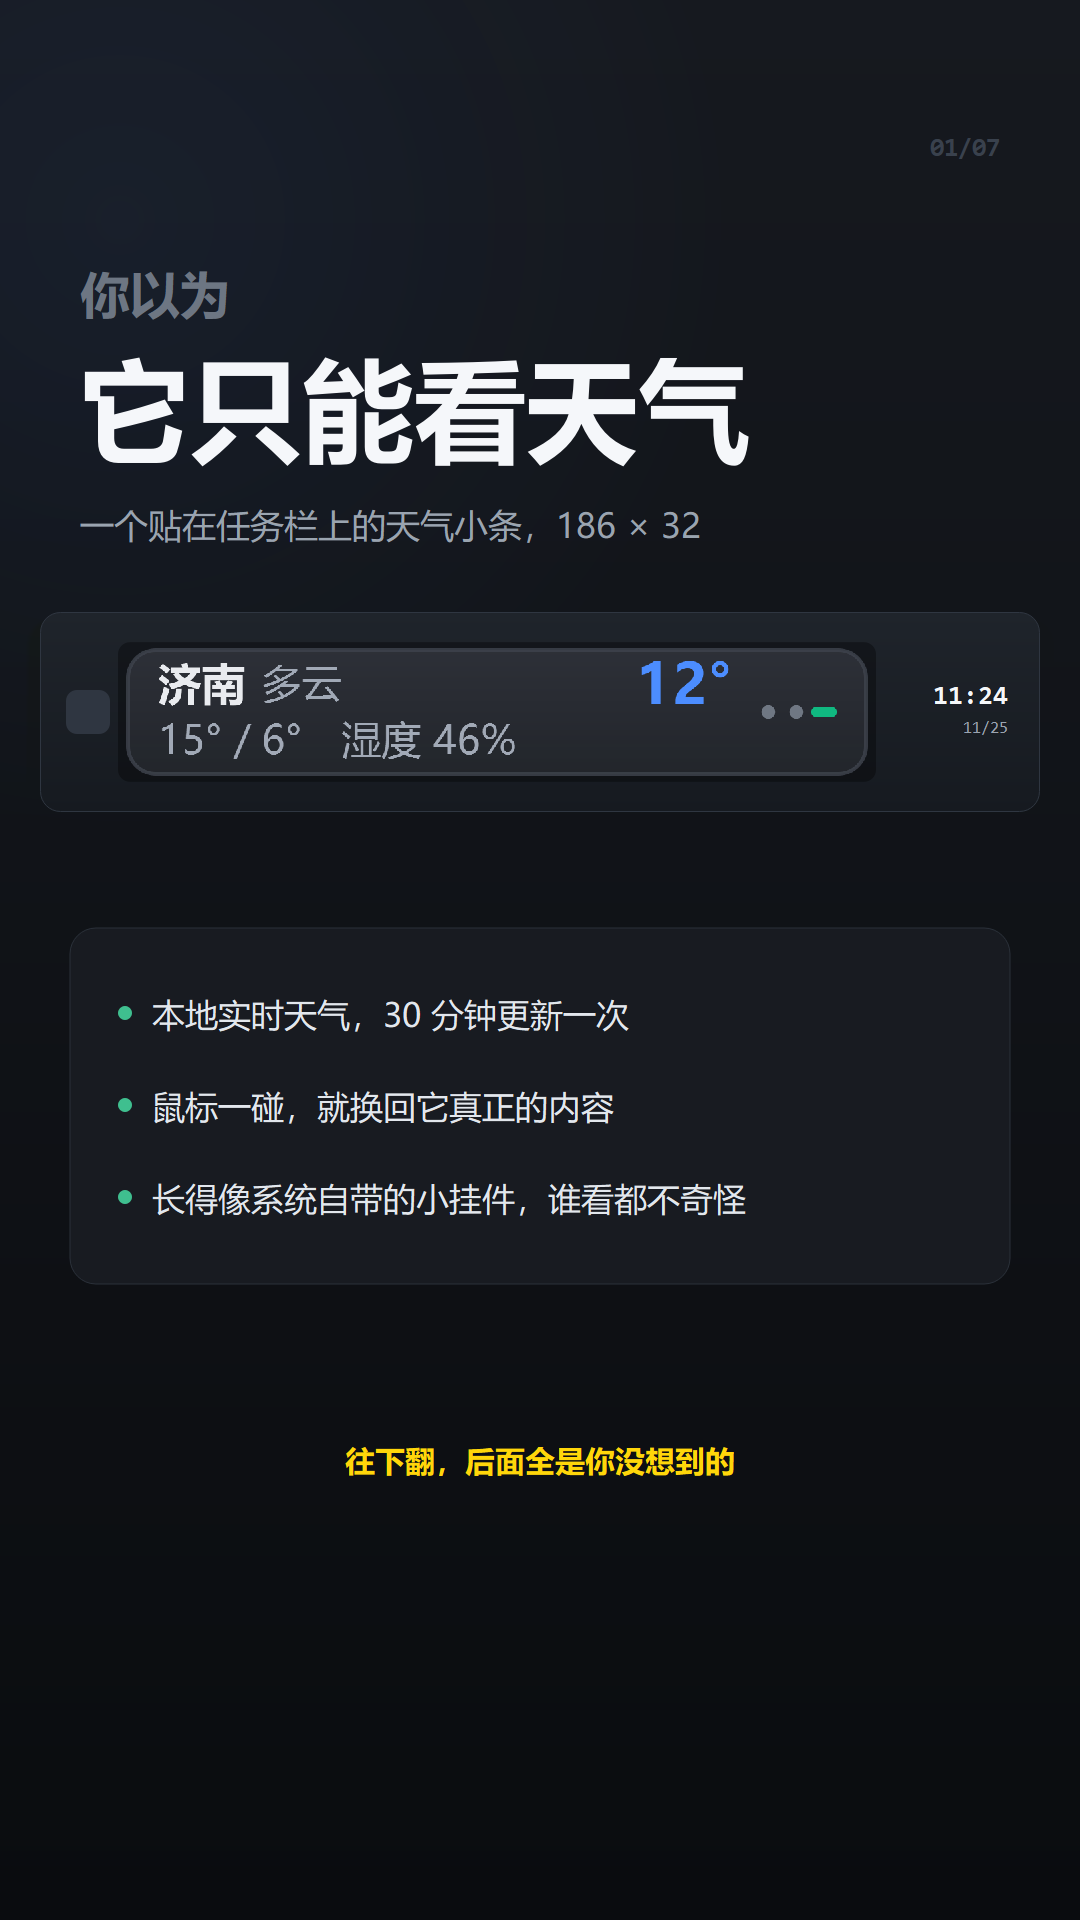 01/07
你以为
它只能看天气
一个贴在任务栏上的天气小条，186 × 32
济南 多云 12°
15° / 6° 湿度 46%
11:24
11/25
本地实时天气，30 分钟更新一次
鼠标一碰，就换回它真正的内容
长得像系统自带的小挂件，谁看都不奇怪
往下翻，后面全是你没想到的